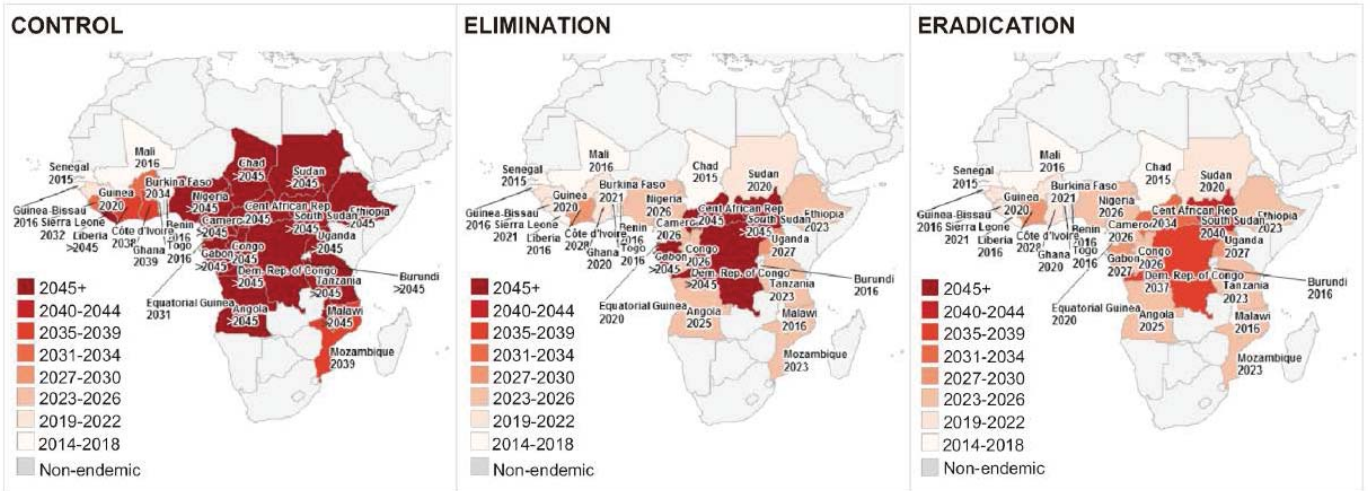 CONTROL
Mali
2016
Senegal
2015
Chad
>2045
Sudan
>2045
Guinea
2020
Burkina Faso
2034
Nigeria
>2045
Guinea-Bissau
2016
Sierra Leone
2032
Liberia
>2045
Côte d'Ivoire
2038
Ghana
2039
Benin
2016
Togo
2016
Cent African Rep
>2045
South Sudan
>2045
Ethiopia
>2045
Uganda
>2045
Gabon
>2045
Congo
>2045
Dem. Rep. of Congo
>2045
Burundi
>2045
Tanzania
>2045
Equatorial Guinea
2031
Angola
>2045
Malawi
2045
Mozambique
2039
2045+
2040-2044
2035-2039
2031-2034
2027-2030
2023-2026
2019-2022
2014-2018
Non-endemic
ELIMINATION
Mali
2016
Senegal
2015
Chad
2015
Sudan
2020
Guinea
2020
Burkina Faso
2021
Nigeria
2026
Guinea-Bissau
2016
Sierra Leone
2021
Liberia
2016
Côte d'Ivoire
2028
Ghana
2020
Benin
2016
Togo
2016
Cent African Rep
>2045
South Sudan
>2045
Ethiopia
2023
Uganda
2027
Gabon
>2045
Congo
2026
Dem. Rep. of Congo
>2045
Burundi
2016
Tanzania
2023
Equatorial Guinea
2020
Angola
2025
Malawi
2016
Mozambique
2023
2045+
2040-2044
2035-2039
2031-2034
2027-2030
2023-2026
2019-2022
2014-2018
Non-endemic
ERADICATION
Mali
2016
Senegal
2015
Chad
2015
Sudan
2020
Guinea
2020
Burkina Faso
2021
Nigeria
2026
Guinea-Bissau
2016
Sierra Leone
2021
Liberia
2016
Côte d'Ivoire
2028
Ghana
2020
Benin
2016
Togo
2016
Cent African Rep
2034
South Sudan
2040
Ethiopia
2023
Uganda
2027
Gabon
2027
Congo
2026
Dem. Rep. of Congo
2037
Burundi
2016
Tanzania
2023
Equatorial Guinea
2020
Angola
2025
Malawi
2016
Mozambique
2023
2045+
2040-2044
2035-2039
2031-2034
2027-2030
2023-2026
2019-2022
2014-2018
Non-endemic